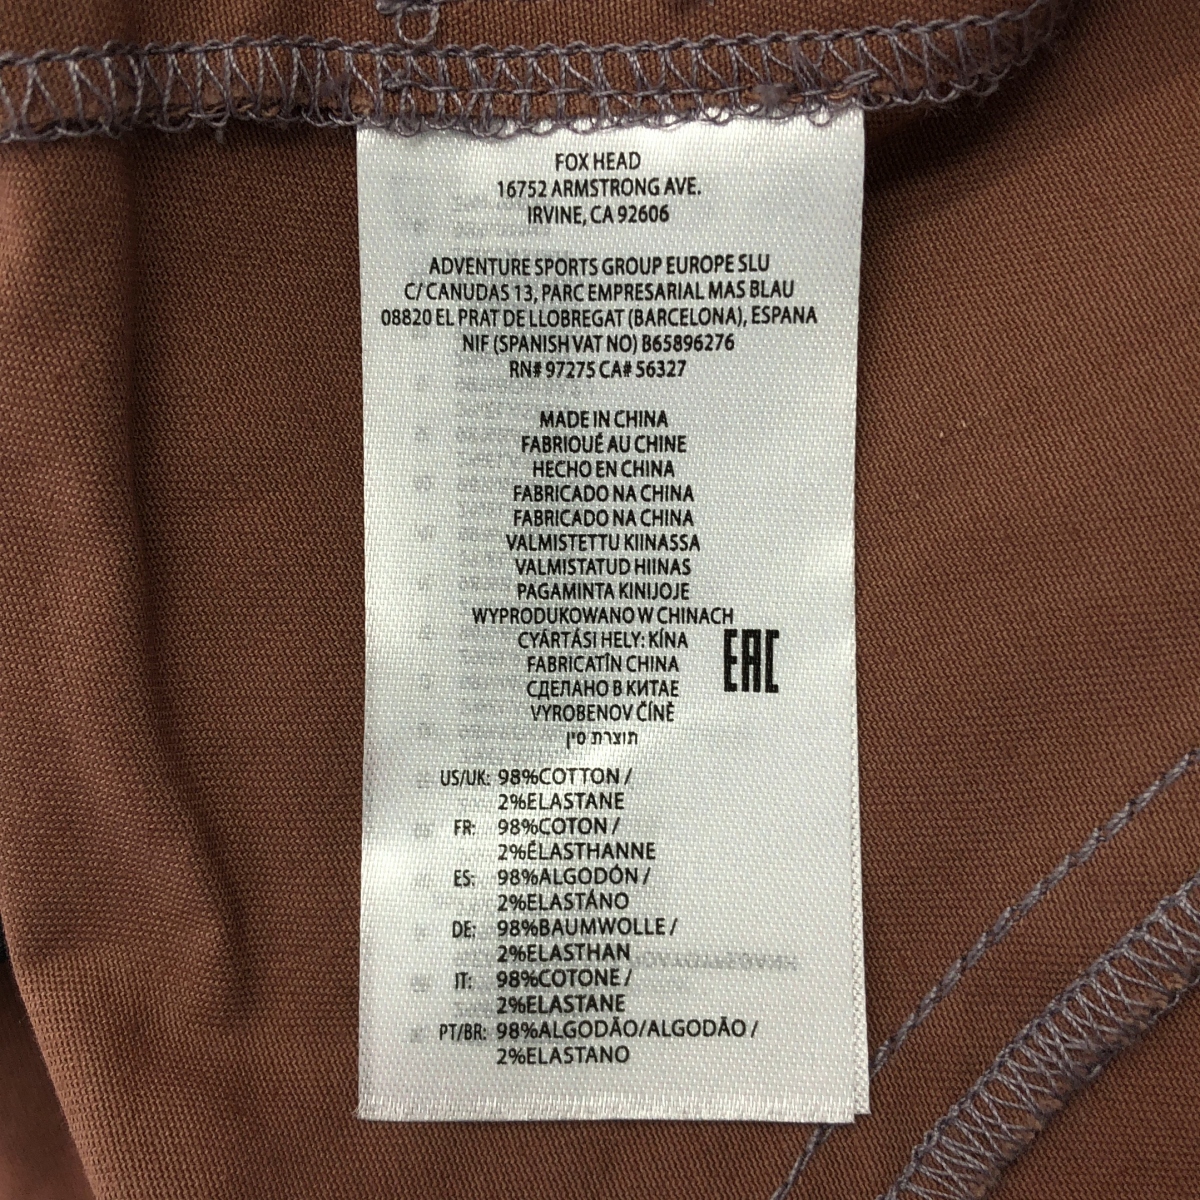 FOX HEAD
16752 ARMSTRONG AVE.
IRVINE, CA 92606
ADVENTURE SPORTS GROUP EUROPE SLU
C/ CANUDAS 13, PARC EMPRESARIAL MAS BLAU
08820 EL PRAT DE LLOBREGAT (BARCELONA), ESPANA
NIF (SPANISH VAT NO) B65896276
RN# 97275 CA# 56327
MADE IN CHINA
FABRIOUÉ AU CHINE
HECHO EN CHINA
FABRICADO NA CHINA
FABRICADO NA CHINA
VALMISTETTU KIINASSA
VALMISTATUD HIINAS
PAGAMINTA KINIJOJE
WYPRODUKOWANO W CHINACH
CYÁRTÁSI HELY: KÍNA
FABRICATÎN CHINA
EAC
СДЕЛАНО В КИТАЕ
VYROBENOV ČÍNĚ
תוצרת סין
US/UK: 98%COTTON /
2%ELASTANE
FR: 98%COTON /
2%ÉLASTHANNE
ES: 98%ALGODÓN /
2%ELASTÁNO
DE: 98%BAUMWOLLE /
2%ELASTHAN
IT: 98%COTONE /
2%ELASTANE
PT/BR: 98%ALGODÃO/ALGODÃO /
2%ELASTANO